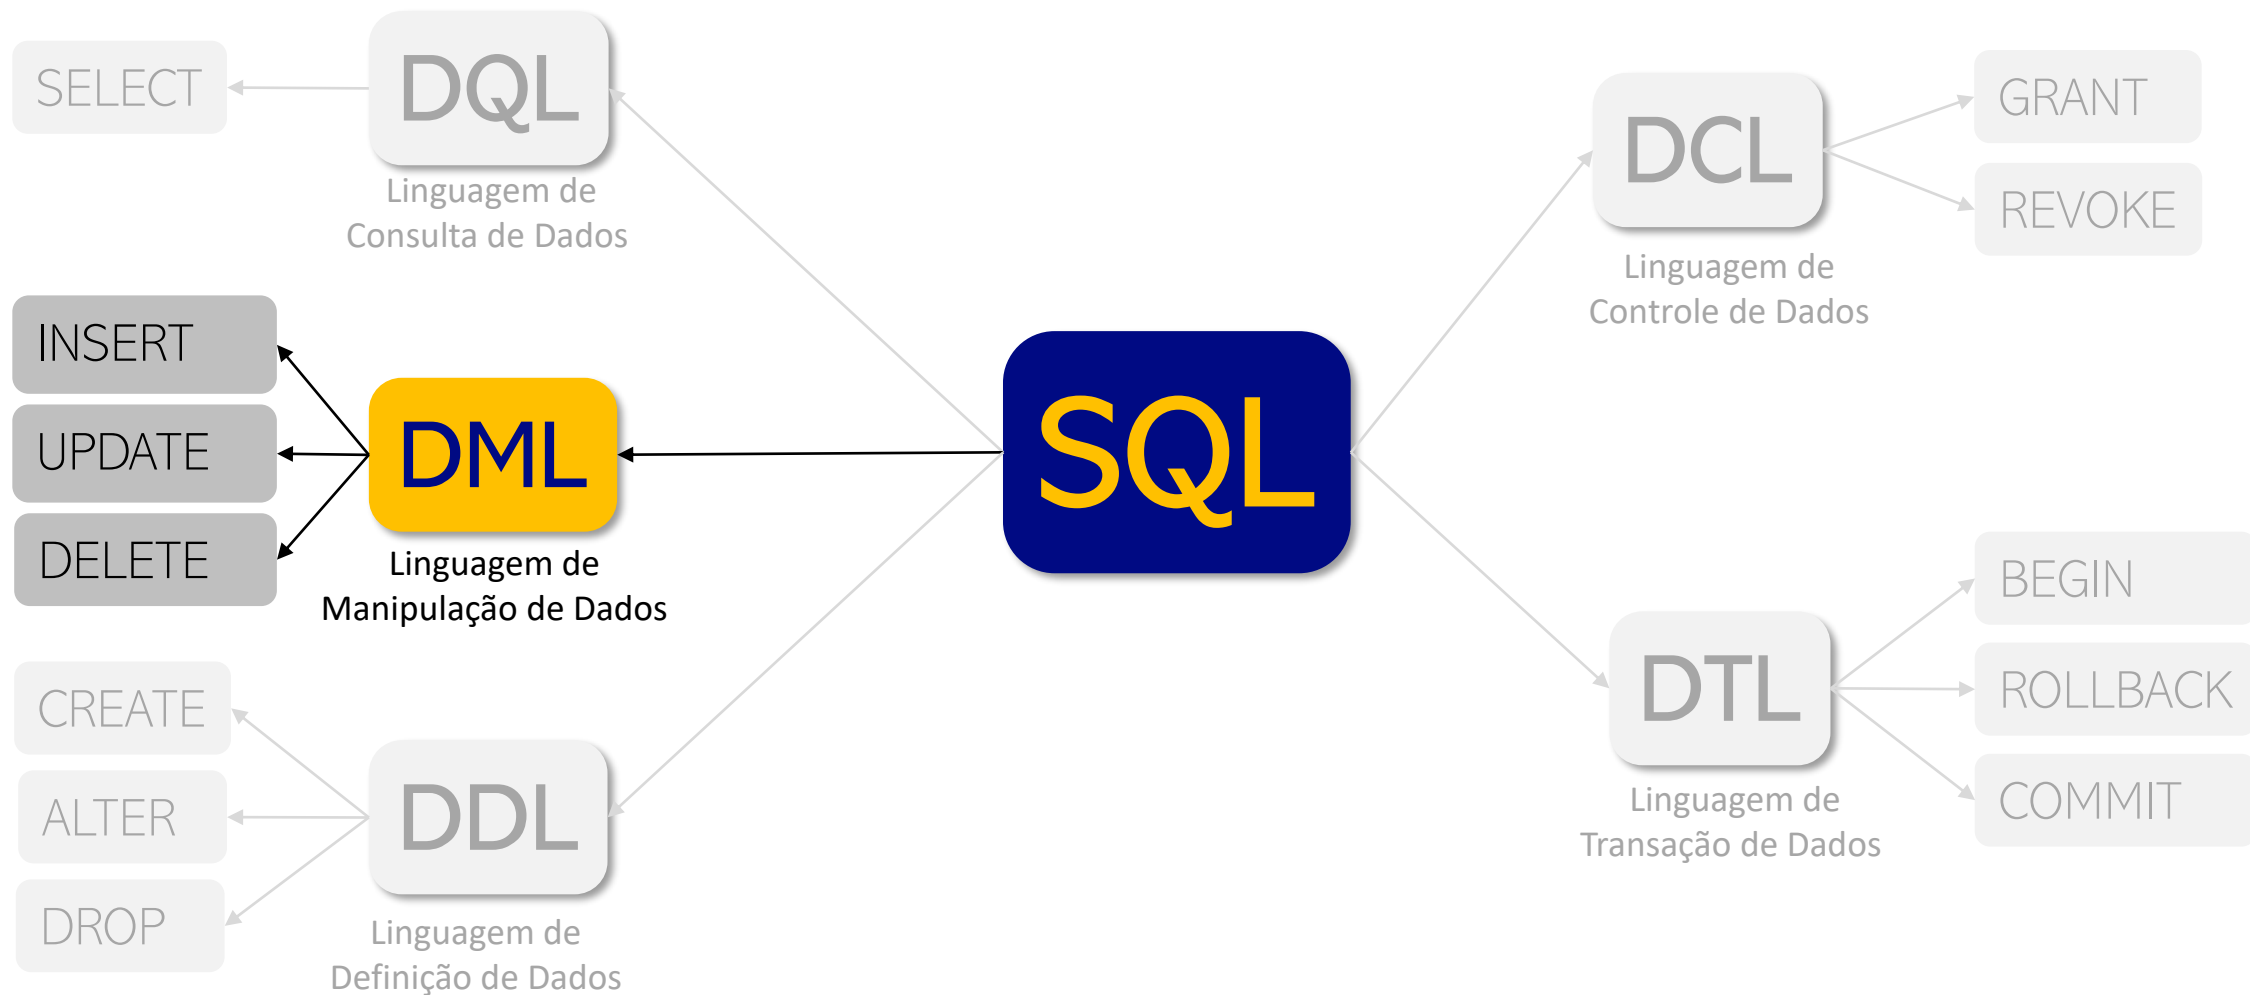 SELECT
DQL
Linguagem de
Consulta de Dados
INSERT
UPDATE
DELETE
DML
Linguagem de
Manipulação de Dados
CREATE
ALTER
DROP
DDL
Linguagem de
Definição de Dados
SQL
DCL
Linguagem de
Controle de Dados
GRANT
REVOKE
DTL
Linguagem de
Transação de Dados
BEGIN
ROLLBACK
COMMIT